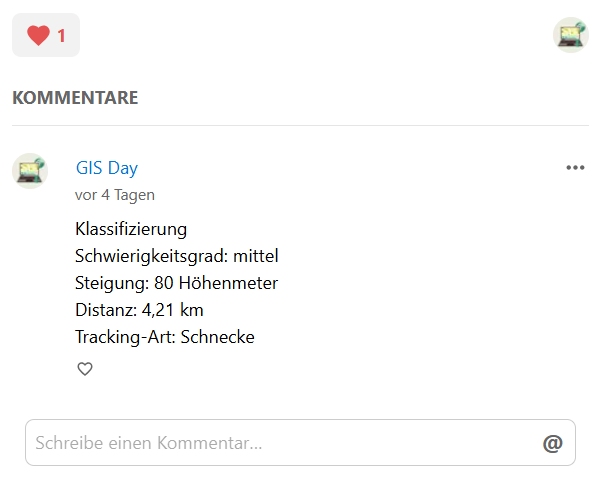 1
KOMMENTARE
GIS Day
vor 4 Tagen
Klassifizierung
Schwierigkeitsgrad: mittel
Steigung: 80 Höhenmeter
Distanz: 4,21 km
Tracking-Art: Schnecke
Schreibe einen Kommentar... @